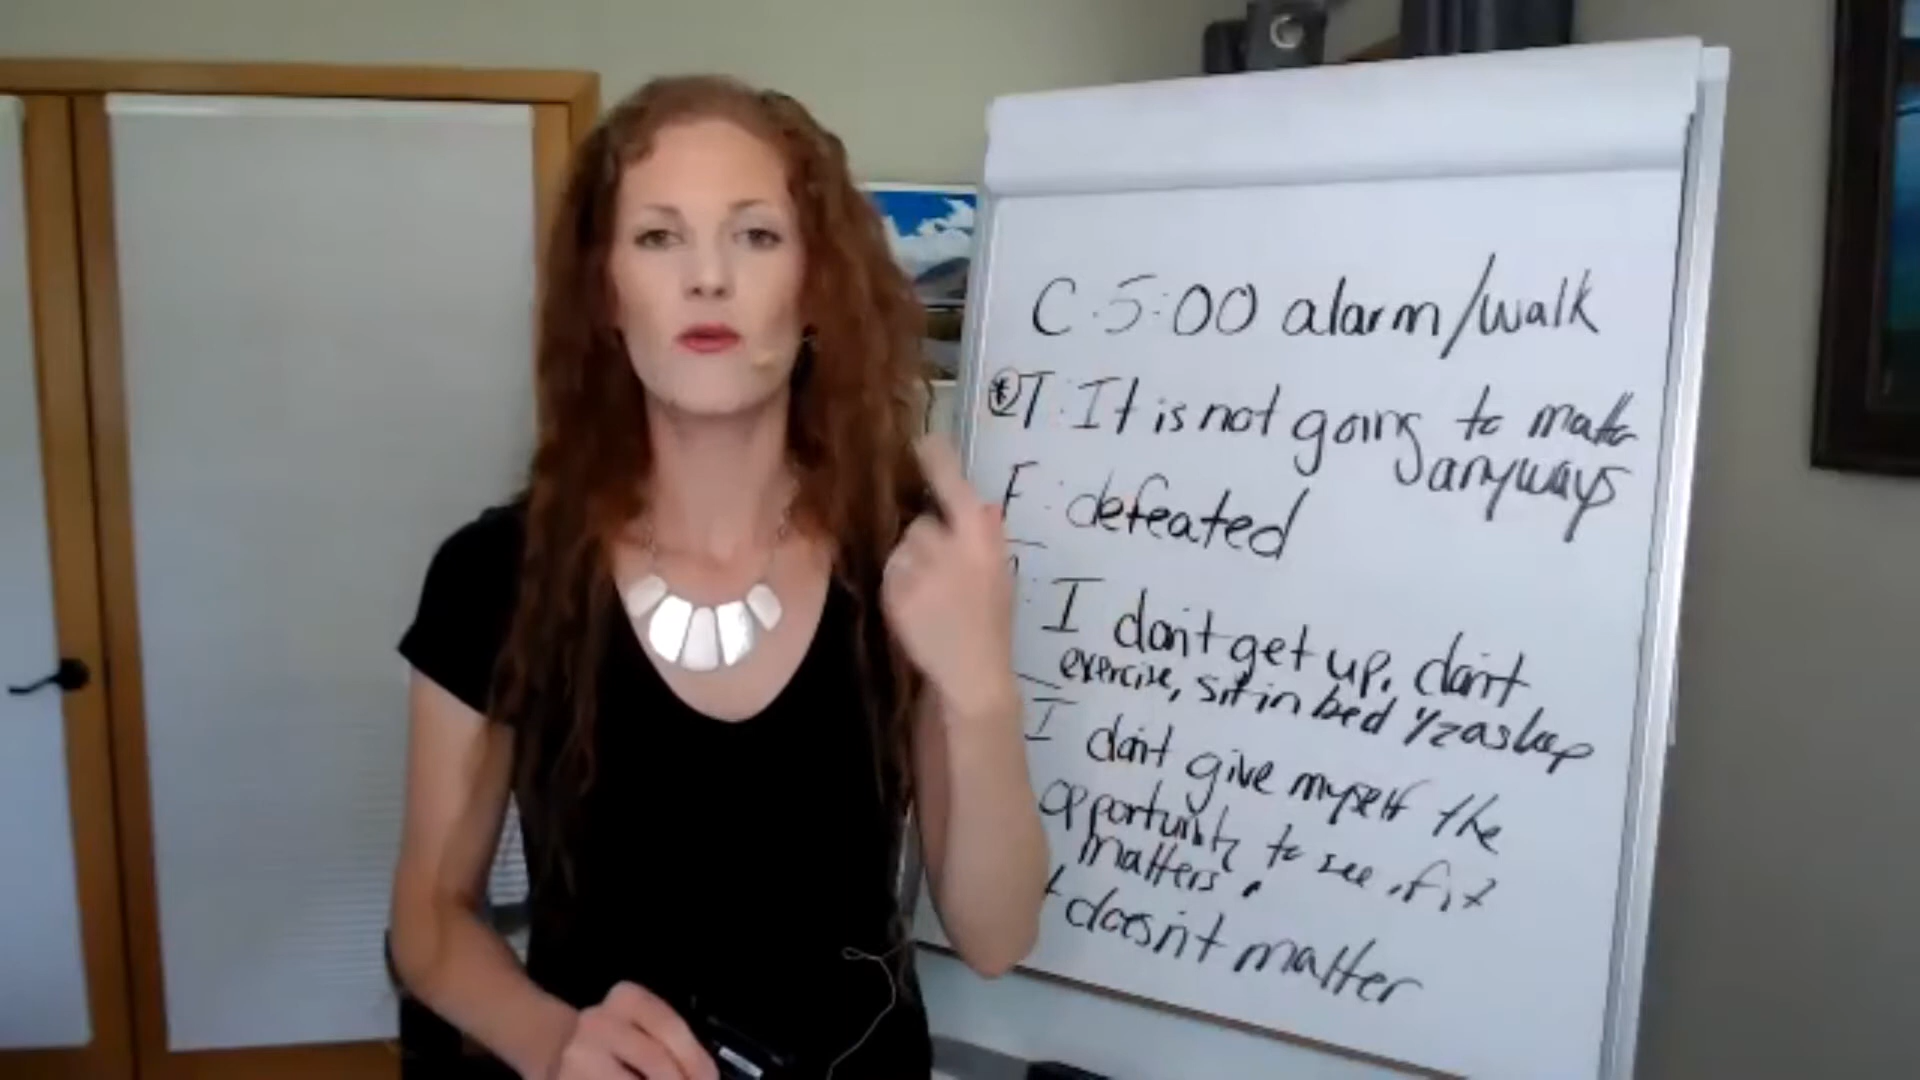 C: 5:00 alarm/walk
* T: It is not going to matter
anyways
F: defeated
: I don't get up, don't
exercise, sit in bed 1/2 asleep
I don't give myself the
opportunity to see if it
matters.
doesn't matter